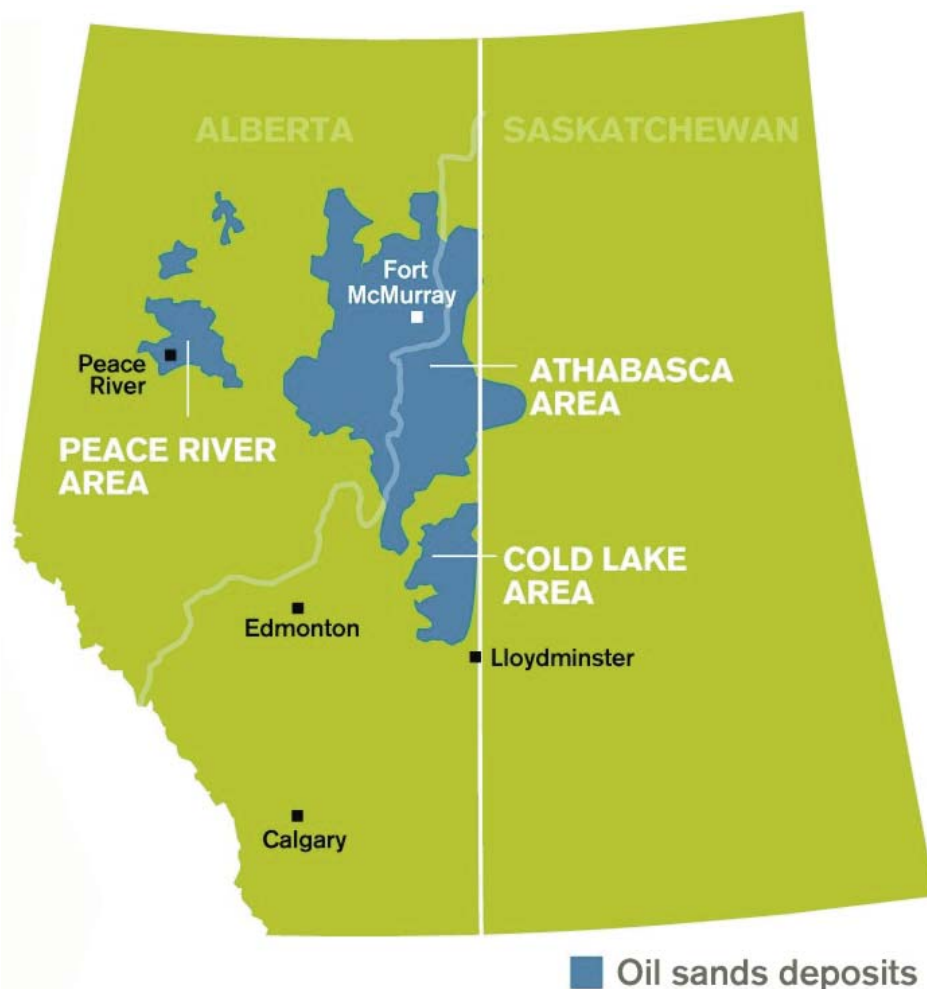 ALBERTA
SASKATCHEWAN
Fort
McMurray
Peace
River
ATHABASCA
AREA
PEACE RIVER
AREA
COLD LAKE
AREA
Edmonton
Lloydminster
Calgary
Oil sands deposits